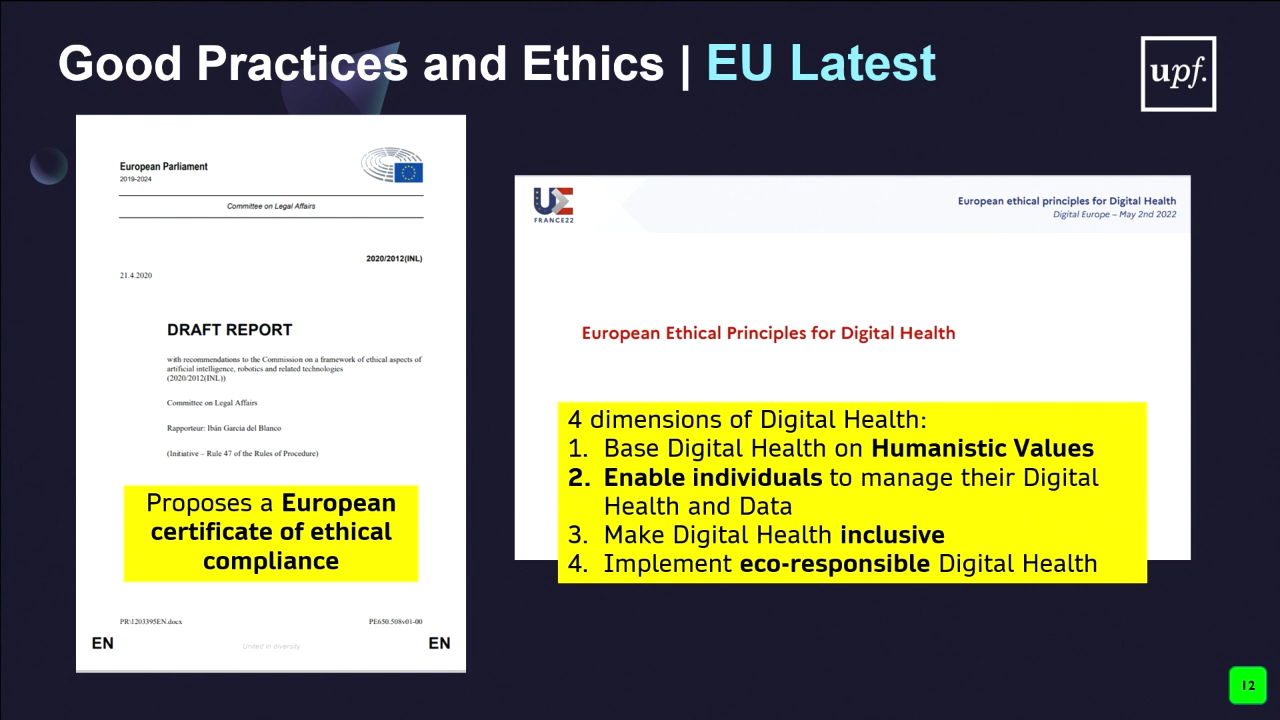 Good Practices and Ethics | EU Latest
upf.
European Parliament
2019-2024
Committee on Legal Affairs
2020/2012(INL)
21.4.2020
DRAFT REPORT
with recommendations to the Commission on a framework of ethical aspects of
artificial intelligence, robotics and related technologies
(2020/2012(INL))
Committee on Legal Affairs
Rapporteur: Ibán García del Blanco
(Initiative – Rule 47 of the Rules of Procedure)
Proposes a European
certificate of ethical
compliance
PR\1203395EN.docx
PE650.508v01-00
EN
United in diversity
EN
UE
FRANCE22
European ethical principles for Digital Health
Digital Europe – May 2nd 2022
European Ethical Principles for Digital Health
4 dimensions of Digital Health:
1. Base Digital Health on Humanistic Values
2. Enable individuals to manage their Digital
Health and Data
3. Make Digital Health inclusive
4. Implement eco-responsible Digital Health
12